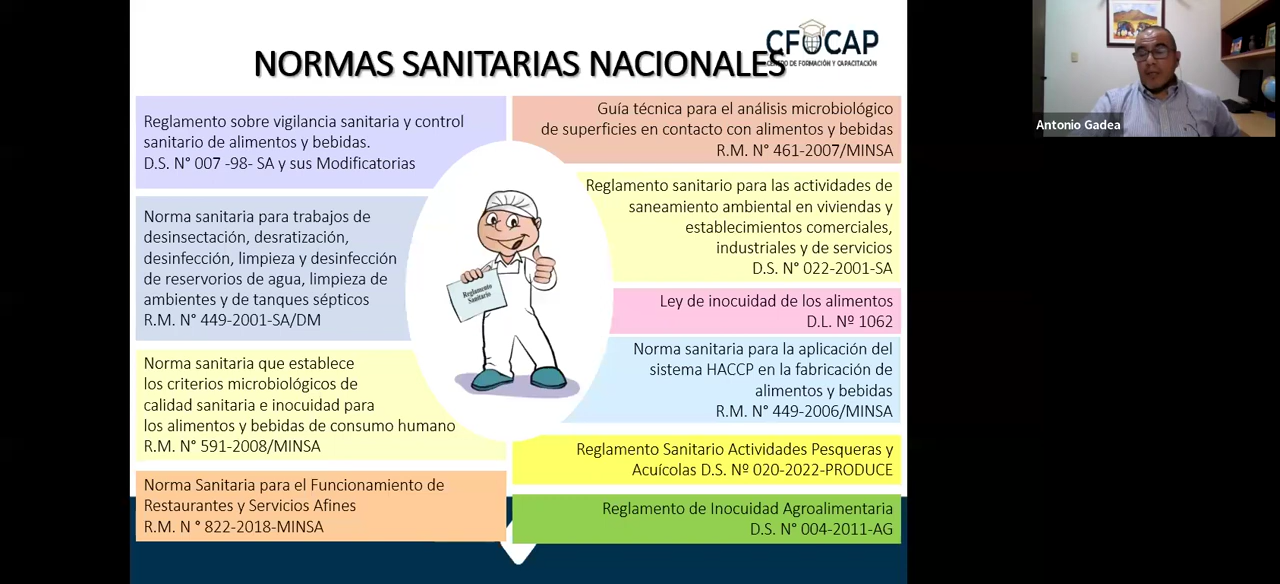 NORMAS SANITARIAS NACIONALES
CFOCAP
CENTRO DE FORMACIÓN Y CAPACITACIÓN
Reglamento sobre vigilancia sanitaria y control
sanitario de alimentos y bebidas.
D.S. N° 007 -98- SA y sus Modificatorias
Norma sanitaria para trabajos de
desinsectación, desratización,
desinfección, limpieza y desinfección
de reservorios de agua, limpieza de
ambientes y de tanques sépticos
R.M. N° 449-2001-SA/DM
Norma sanitaria que establece
los criterios microbiológicos de
calidad sanitaria e inocuidad para
los alimentos y bebidas de consumo humano
R.M. N° 591-2008/MINSA
Norma Sanitaria para el Funcionamiento de
Restaurantes y Servicios Afines
R.M. N ° 822-2018-MINSA
Reglamento
Sanitario
Guía técnica para el análisis microbiológico
de superficies en contacto con alimentos y bebidas
R.M. N° 461-2007/MINSA
Reglamento sanitario para las actividades de
saneamiento ambiental en viviendas y
establecimientos comerciales,
industriales y de servicios
D.S. N° 022-2001-SA
Ley de inocuidad de los alimentos
D.L. Nº 1062
Norma sanitaria para la aplicación del
sistema HACCP en la fabricación de
alimentos y bebidas
R.M. N° 449-2006/MINSA
Reglamento Sanitario Actividades Pesqueras y
Acuícolas D.S. Nº 020-2022-PRODUCE
Reglamento de Inocuidad Agroalimentaria
D.S. N° 004-2011-AG
Antonio Gadea